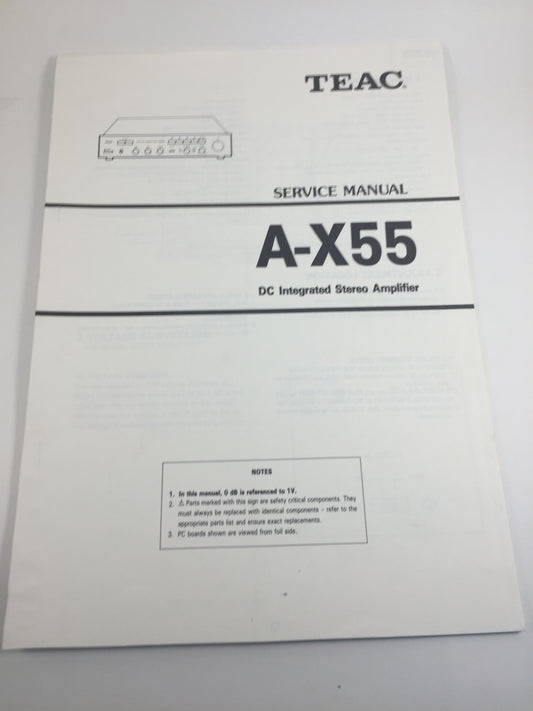 TEAC®
SERVICE MANUAL
A-X55
DC Integrated Stereo Amplifier
NOTES
1. In this manual, 0 dB is referenced to 1V.
2. ⚠ Parts marked with this sign are safety critical components. They
must always be replaced with identical components - refer to the
appropriate parts list and ensure exact replacements.
3. PC boards shown are viewed from foil side.